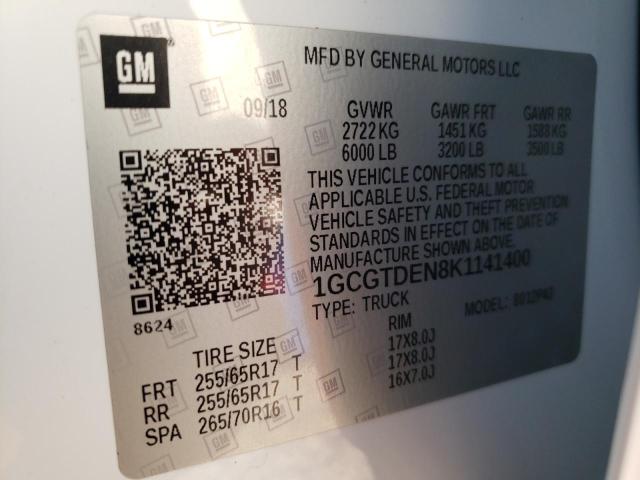 GM
MFD BY GENERAL MOTORS LLC
09/18
GVWR GAWR FRT GAWR RR
2722 KG 1451 KG 1588 KG
6000 LB 3200 LB 3500 LB
THIS VEHICLE CONFORMS TO ALL
APPLICABLE U.S. FEDERAL MOTOR
VEHICLE SAFETY AND THEFT PREVENTION
STANDARDS IN EFFECT ON THE DATE OF
MANUFACTURE SHOWN ABOVE.
1GCGTDEN8K1141400
TYPE: TRUCK MODEL:
8624
TIRE SIZE RIM
FRT 255/65R17 T 17X8.0J
RR 255/65R17 T 17X8.0J
SPA 265/70R16 T 16X7.0J